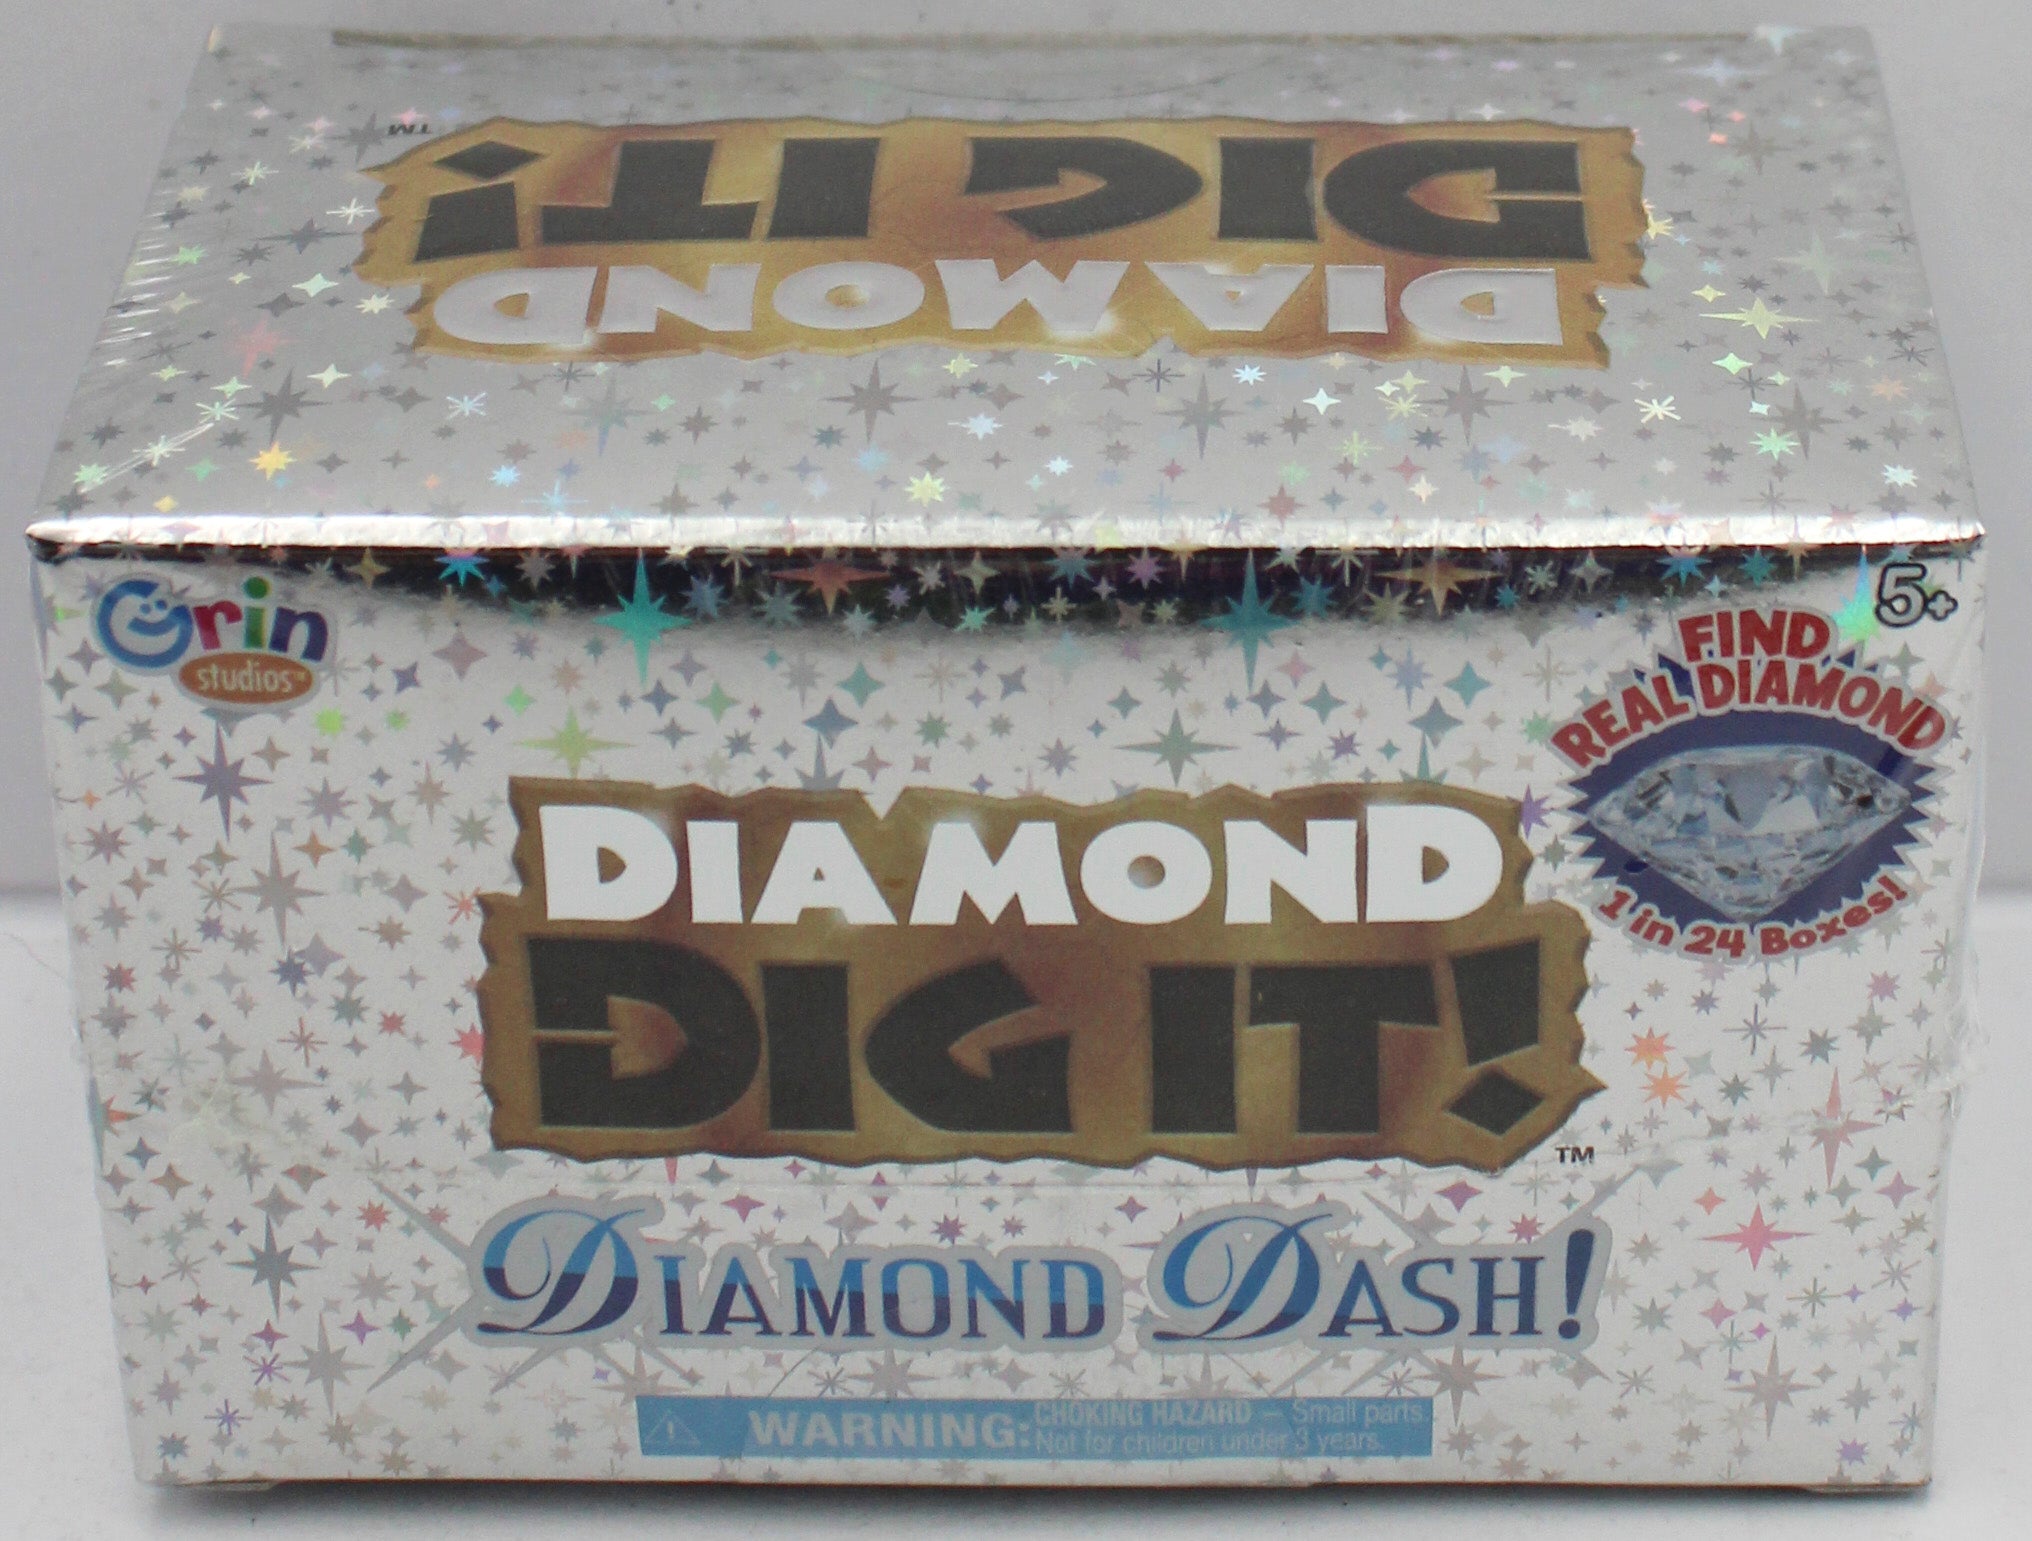 DIG IT!
TM
DIAMOND
Grin
studios™
5+
FIND
REAL DIAMOND
1 in 24 Boxes!
DIAMOND
DIG IT!
TM
DIAMOND DASH!
WARNING: CHOKING HAZARD – Small parts.
Not for children under 3 years.